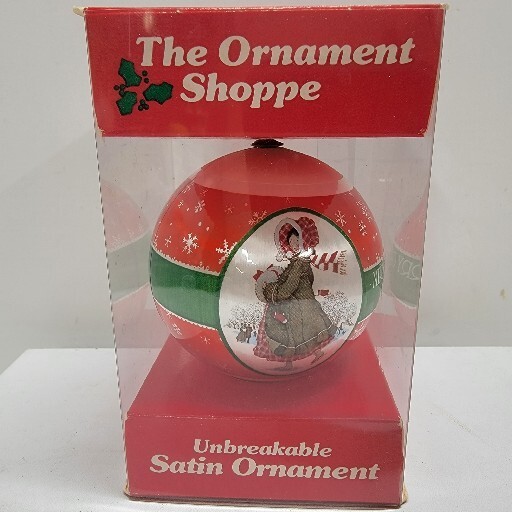 The Ornament
Shoppe
Unbreakable
Satin Ornament